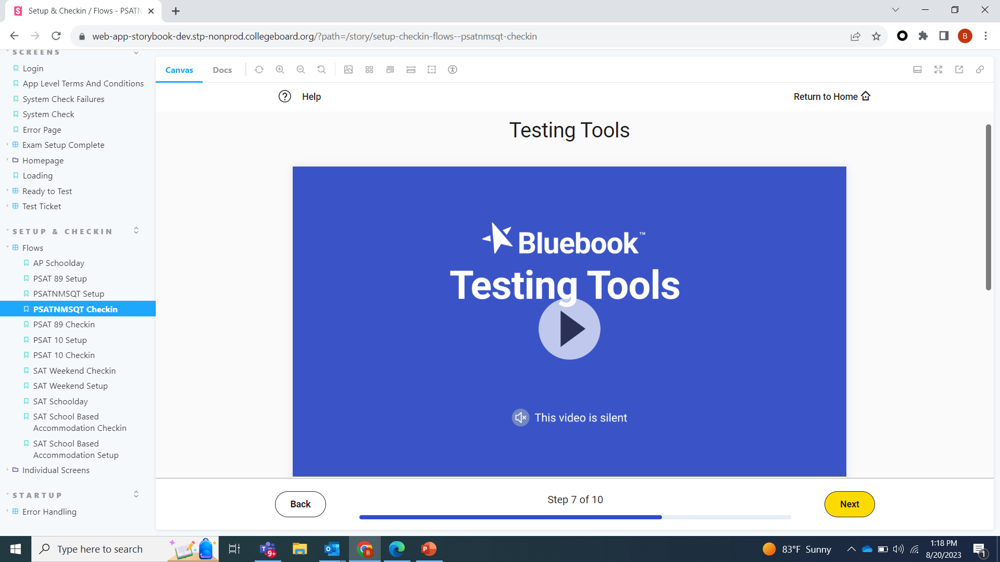 Setup & Checkin / Flows - PSATN
web-app-storybook-dev.stp-nonprod.collegeboard.org/?path=/story/setup-checkin-flows--psatnmsqt-checkin
B
SCREENS
Login
App Level Terms And Conditions
System Check Failures
System Check
Error Page
Exam Setup Complete
Homepage
Loading
Ready to Test
Test Ticket
SETUP & CHECKIN
Flows
AP Schoolday
PSAT 89 Setup
PSATNMSQT Setup
PSATNMSQT Checkin
PSAT 89 Checkin
PSAT 10 Setup
PSAT 10 Checkin
SAT Weekend Checkin
SAT Weekend Setup
SAT Schoolday
SAT School Based
Accommodation Checkin
SAT School Based
Accommodation Setup
Individual Screens
STARTUP
Error Handling
Canvas Docs
Help
Return to Home
Testing Tools
Bluebook™
Testing Tools
This video is silent
Back
Step 7 of 10
Next
Type here to search
9+
B
83°F Sunny
1:18 PM
8/20/2023
1